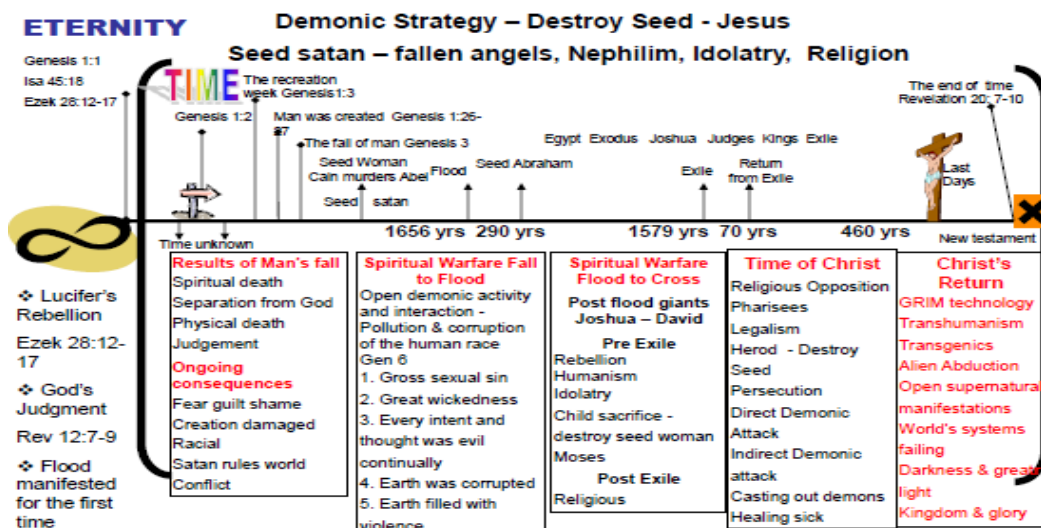 ETERNITY
Demonic Strategy – Destroy Seed - Jesus
Seed satan – fallen angels, Nephilim, Idolatry, Religion
Genesis 1:1
Isa 45:18
Ezek 28:12-17
TIME
The recreation
week Genesis1:3
Genesis 1:2
Man was created Genesis 1:26-
27
The fall of man Genesis 3
Seed Woman
Cain murders Abel
Seed satan
Flood
Seed Abraham
Egypt Exodus Joshua Judges Kings Exile
Exile
Return
from Exile
The end of time
Revelation 20: 7-10
Last
Days
Time unknown
1656 yrs 290 yrs 1579 yrs 70 yrs 460 yrs
New testament
❖ Lucifer's
Rebellion
Ezek 28:12-
17
❖ God's
Judgment
Rev 12:7-9
❖ Flood
manifested
for the first
time
Results of Man's fall
Spiritual death
Separation from God
Physical death
Judgement
Ongoing
consequences
Fear guilt shame
Creation damaged
Racial
Satan rules world
Conflict
Spiritual Warfare Fall
to Flood
Open demonic activity
and interaction -
Pollution & corruption
of the human race
Gen 6
1. Gross sexual sin
2. Great wickedness
3. Every intent and
thought was evil
continually
4. Earth was corrupted
5. Earth filled with
violence
Spiritual Warfare
Flood to Cross
Post flood giants
Joshua – David
Pre Exile
Rebellion
Humanism
Idolatry
Child sacrifice -
destroy seed woman
Moses
Post Exile
Religious
Time of Christ
Religious Opposition
Pharisees
Legalism
Herod - Destroy
Seed
Persecution
Direct Demonic
Attack
Indirect Demonic
attack
Casting out demons
Healing sick
Christ's
Return
GRIM technology
Transhumanism
Transgenics
Alien Abduction
Open supernatural
manifestations
World's systems
failing
Darkness & great
light
Kingdom & glory